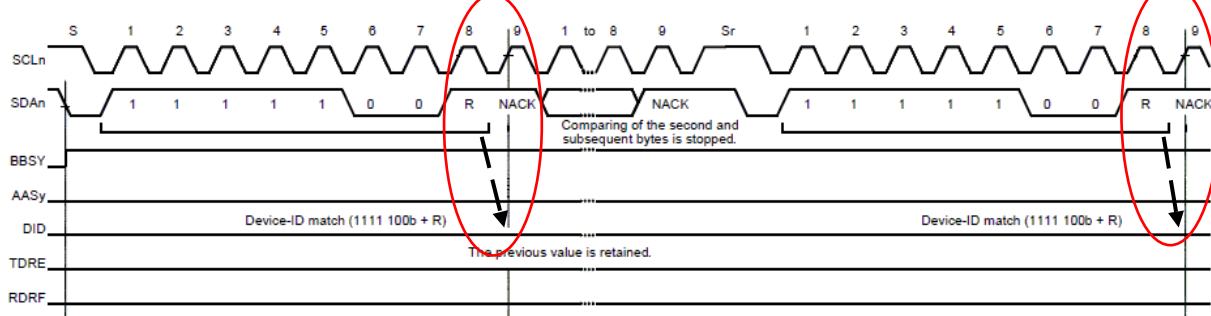 S 1 2 3 4 5 6 7 8 9 1 to 8 9 Sr 1 2 3 4 5 6 7 8 9
SCLn
SDAn 1 1 1 1 1 0 0 R NACK NACK 1 1 1 1 1 0 0 R NACK
Comparing of the second and
subsequent bytes is stopped.
BBSY
AASy
Device-ID match (1111 100b + R) Device-ID match (1111 100b + R)
DID
The previous value is retained.
TDRE
RDRF